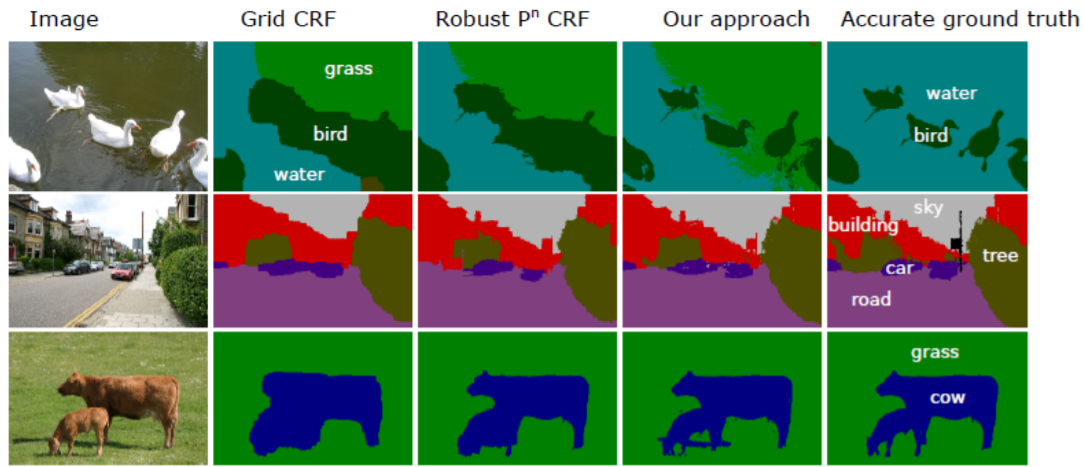 Image Grid CRF Robust Pⁿ CRF Our approach Accurate ground truth
grass
bird
water
water
bird
sky
building
tree
car
road
grass
cow